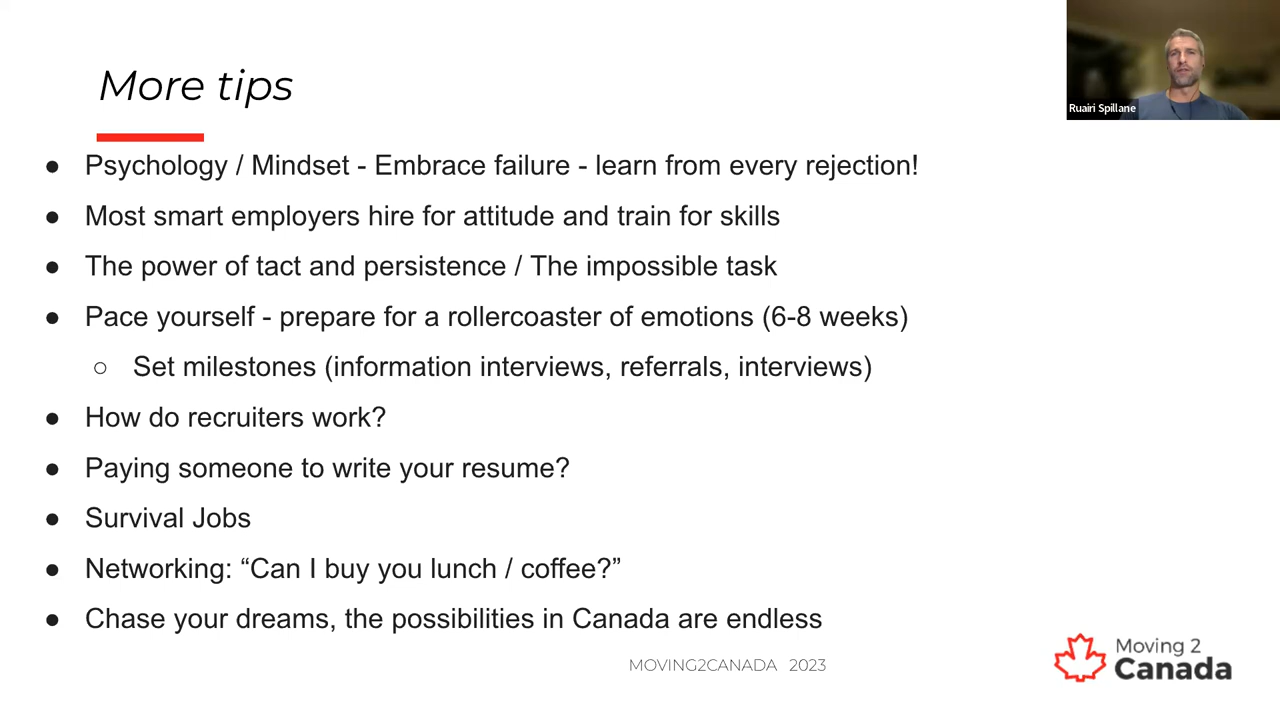 More tips
Ruairi Spillane
● Psychology / Mindset - Embrace failure - learn from every rejection!
● Most smart employers hire for attitude and train for skills
● The power of tact and persistence / The impossible task
● Pace yourself - prepare for a rollercoaster of emotions (6-8 weeks)
○ Set milestones (information interviews, referrals, interviews)
● How do recruiters work?
● Paying someone to write your resume?
● Survival Jobs
● Networking: “Can I buy you lunch / coffee?”
● Chase your dreams, the possibilities in Canada are endless
MOVING2CANADA 2023
Moving 2
Canada